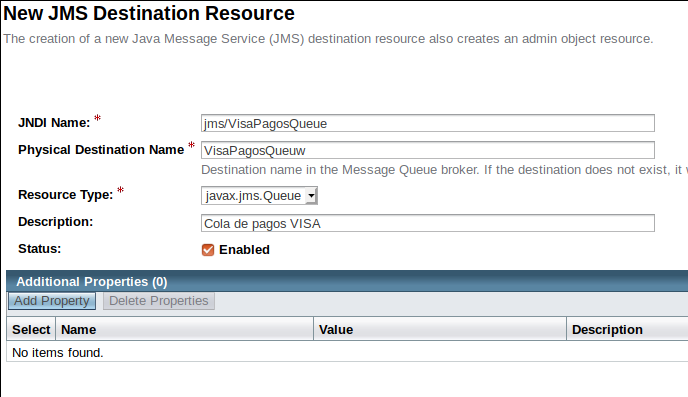 New JMS Destination Resource
The creation of a new Java Message Service (JMS) destination resource also creates an admin object resource.
JNDI Name: * jms/VisaPagosQueue
Physical Destination Name * VisaPagosQueuw
Destination name in the Message Queue broker. If the destination does not exist, it w
Resource Type: * javax.jms.Queue
Description: Cola de pagos VISA
Status: Enabled
Additional Properties (0)
Add Property Delete Properties
Select Name Value Description
No items found.